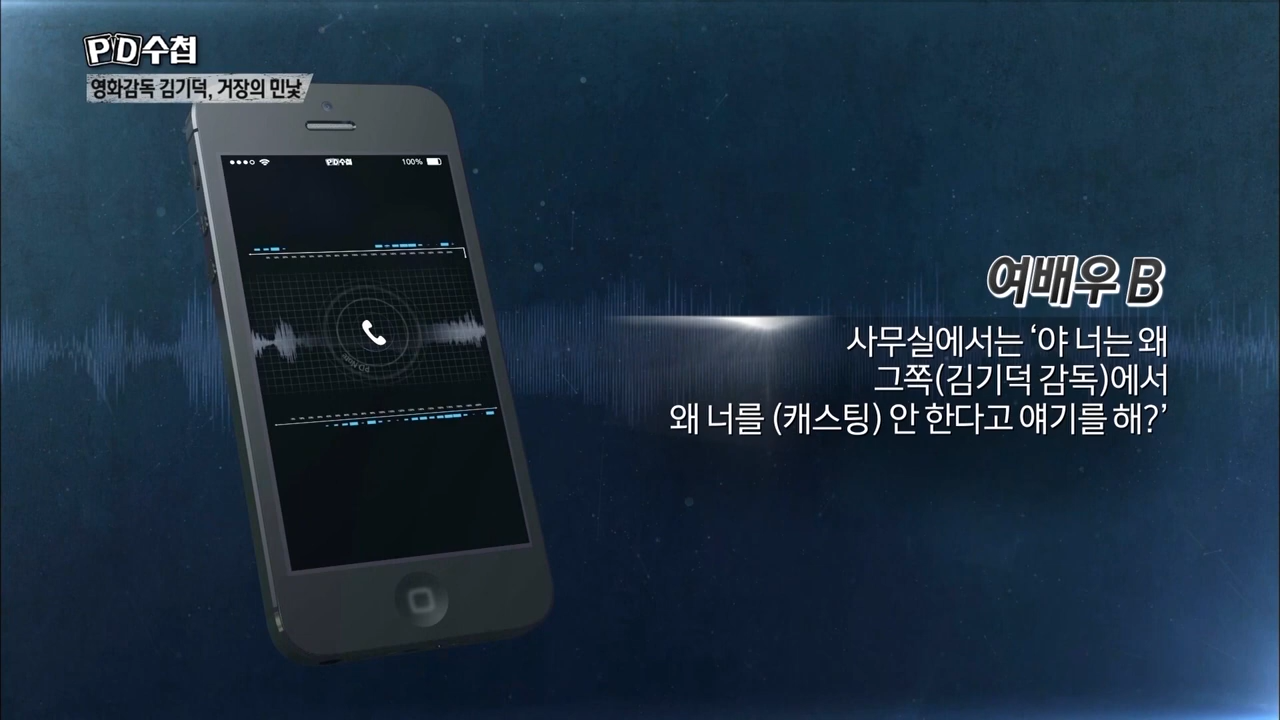 PD수첩
영화감독 김기덕, 거장의 민낯
PD수첩
100%
여배우 B
사무실에서는 ‘야 너는 왜
그쪽(김기덕 감독)에서
왜 너를 (캐스팅) 안 한다고 얘기를 해?’